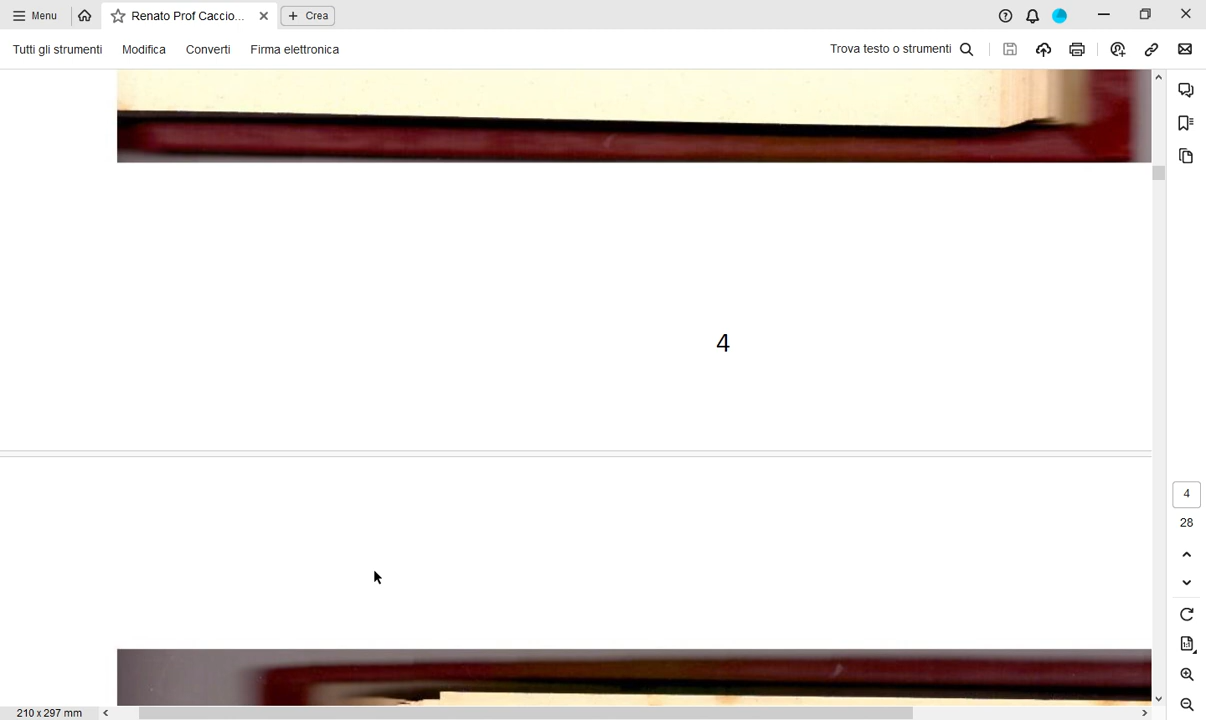 Menu
Renato Prof Caccio...
Crea
Tutti gli strumenti
Modifica
Converti
Firma elettronica
Trova testo o strumenti
4
4
28
210 x 297 mm